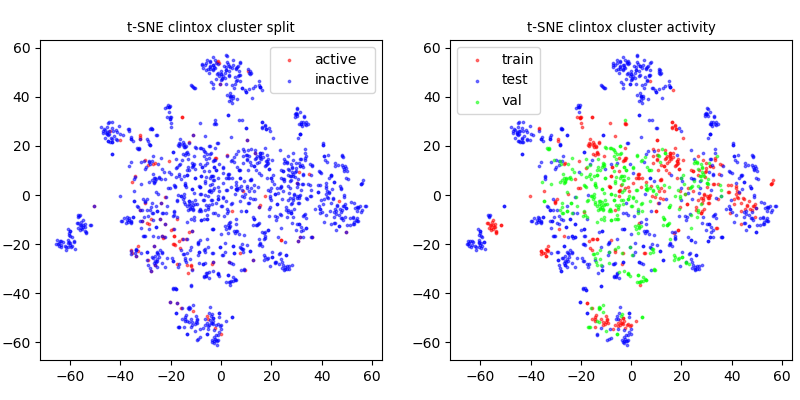 t-SNE clintox cluster split
active
inactive
60
40
20
0
−20
−40
−60
−60 −40 −20 0 20 40 60
t-SNE clintox cluster activity
train
test
val
60
40
20
0
−20
−40
−60
−60 −40 −20 0 20 40 60